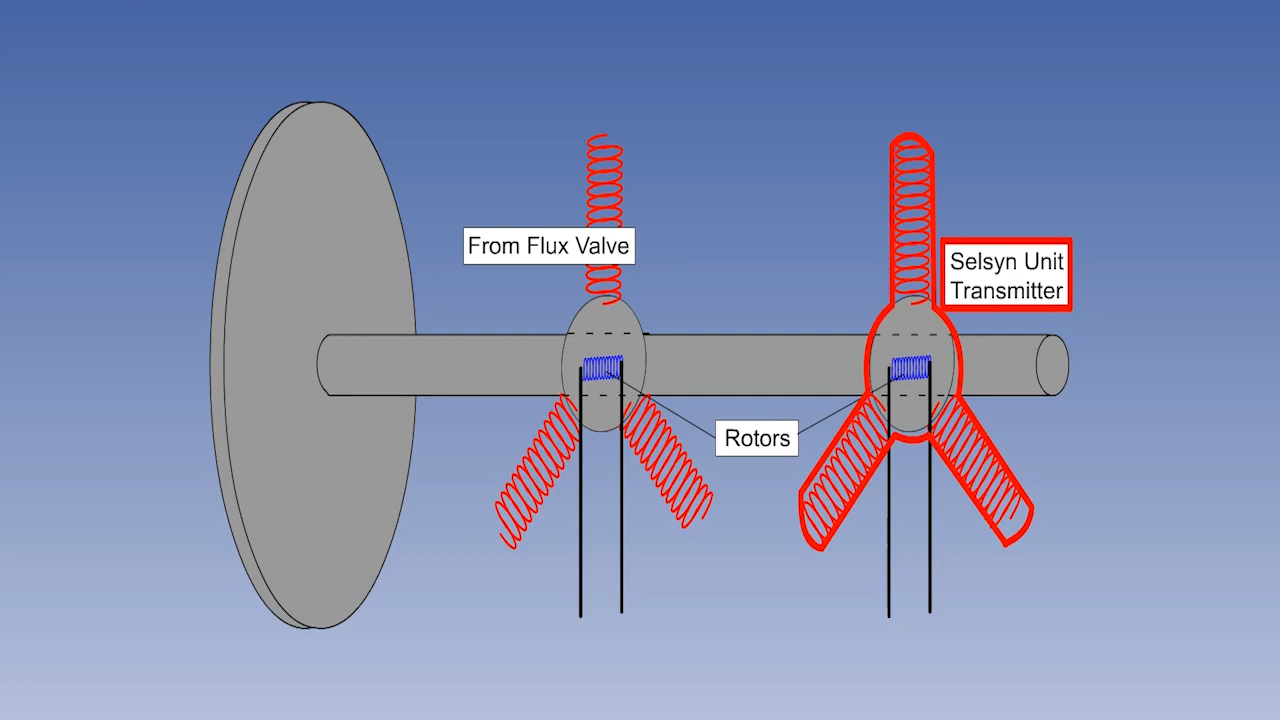 From Flux Valve
Selsyn Unit
Transmitter
Rotors